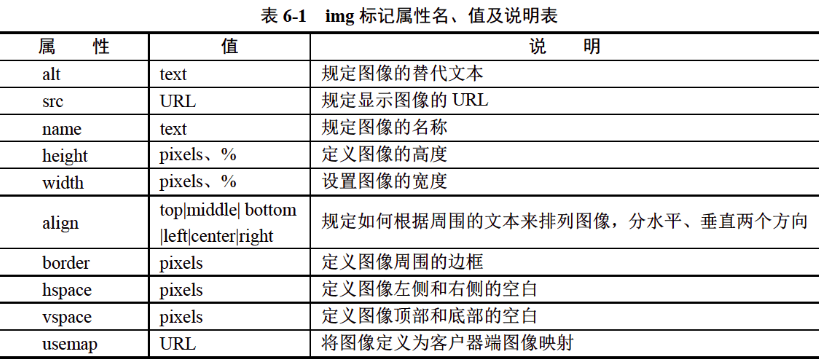 表 6-1 img 标记属性名、值及说明表
属 性 值 说 明
alt text 规定图像的替代文本
src URL 规定显示图像的 URL
name text 规定图像的名称
height pixels、% 定义图像的高度
width pixels、% 设置图像的宽度
align top|middle| bottom |left|center|right 规定如何根据周围的文本来排列图像，分水平、垂直两个方向
border pixels 定义图像周围的边框
hspace pixels 定义图像左侧和右侧的空白
vspace pixels 定义图像顶部和底部的空白
usemap URL 将图像定义为客户器端图像映射